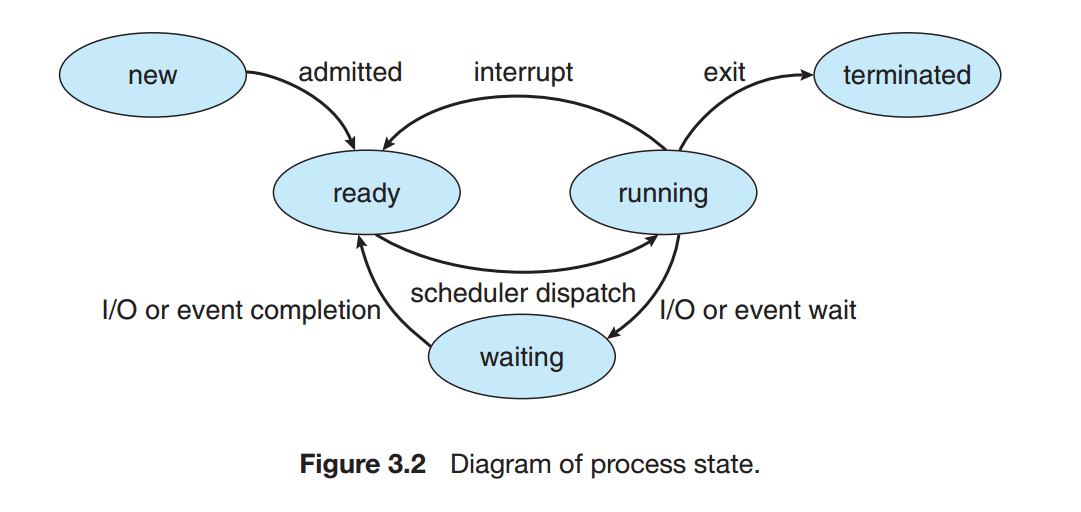 new
admitted
interrupt
exit
terminated
ready
running
scheduler dispatch
I/O or event completion
I/O or event wait
waiting
Figure 3.2 Diagram of process state.